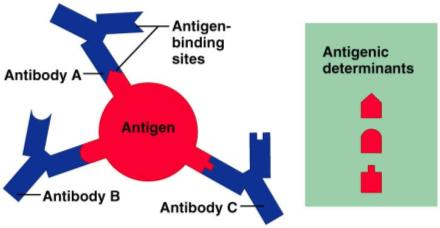 Antigen-
binding
sites
Antibody A
Antigen
Antibody B
Antibody C
Antigenic
determinants